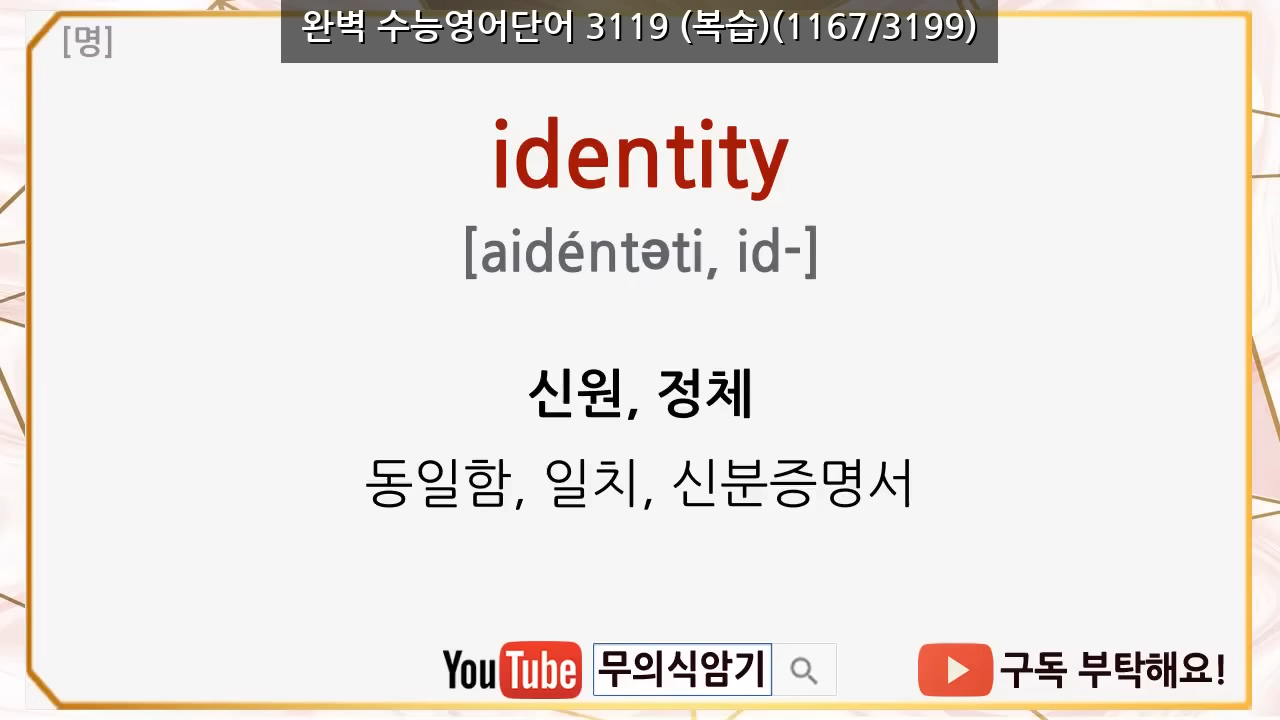 완벽 수능영어단어 3119 (복습)(1167/3199)
[명]
identity
[aidéntəti, id-]
신원, 정체
동일함, 일치, 신분증명서
YouTube 무의식암기 구독 부탁해요!